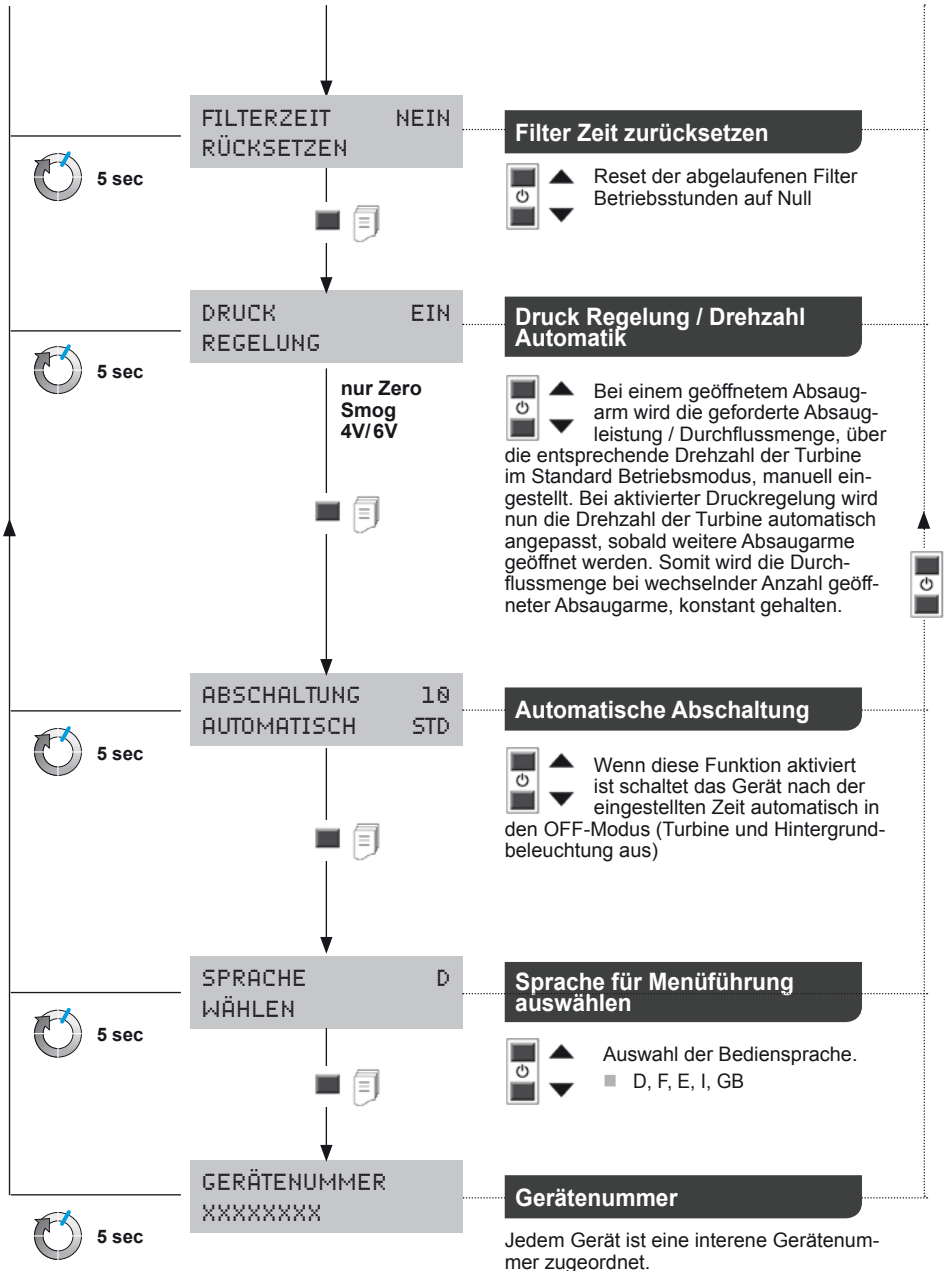 FILTERZEIT NEIN
RÜCKSETZEN
Filter Zeit zurücksetzen
5 sec
Reset der abgelaufenen Filter
Betriebsstunden auf Null
DRUCK EIN
REGELUNG
Druck Regelung / Drehzahl
Automatik
5 sec
nur Zero
Smog
4V/6V
Bei einem geöffnetem Absaug-
arm wird die geforderte Absaug-
leistung / Durchflussmenge, über
die entsprechende Drehzahl der Turbine
im Standard Betriebsmodus, manuell ein-
gestellt. Bei aktivierter Druckregelung wird
nun die Drehzahl der Turbine automatisch
angepasst, sobald weitere Absaugarme
geöffnet werden. Somit wird die Durch-
flussmenge bei wechselnder Anzahl geöff-
neter Absaugarme, konstant gehalten.
ABSCHALTUNG 10
AUTOMATISCH STD
Automatische Abschaltung
5 sec
Wenn diese Funktion aktiviert
ist schaltet das Gerät nach der
eingestellten Zeit automatisch in
den OFF-Modus (Turbine und Hintergrund-
beleuchtung aus)
SPRACHE D
WÄHLEN
Sprache für Menüführung
auswählen
5 sec
Auswahl der Bediensprache.
D, F, E, I, GB
GERÄTENUMMER
XXXXXXXX
Gerätenummer
5 sec
Jedem Gerät ist eine interene Gerätenum-
mer zugeordnet.